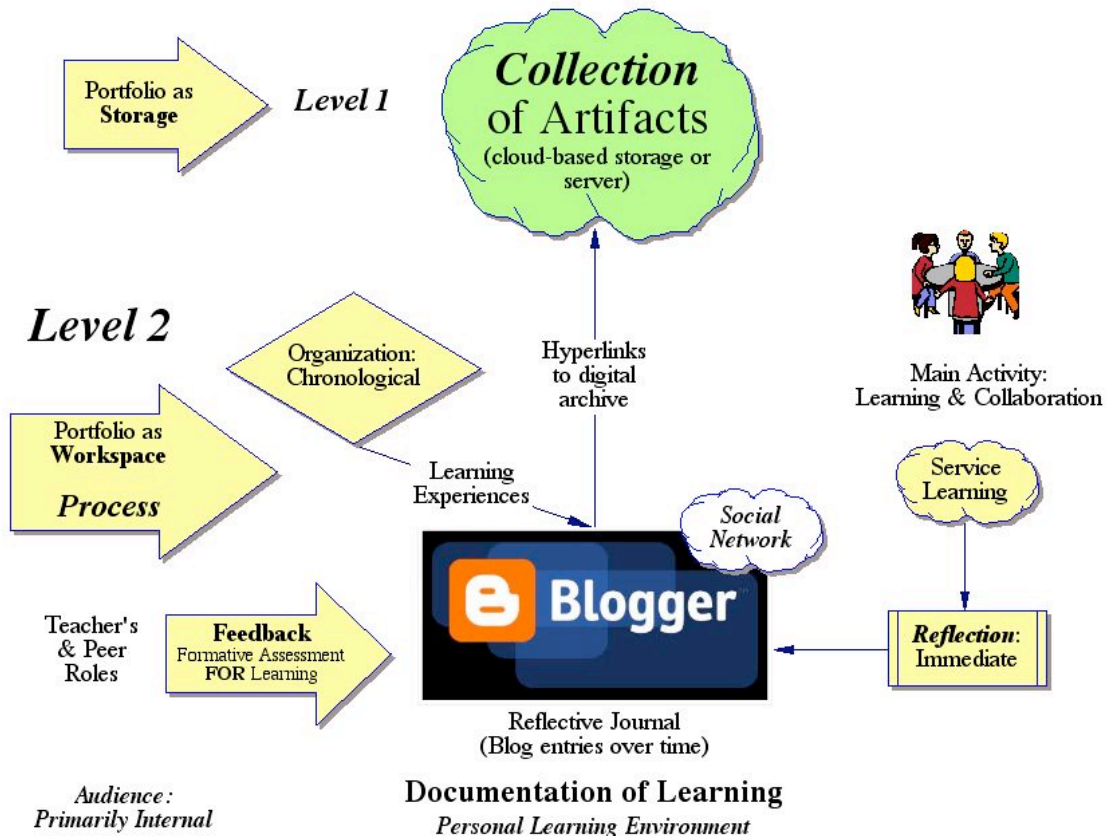 Portfolio as
Storage
Level 1
Collection
of Artifacts
(cloud-based storage or
server)
Level 2
Organization:
Chronological
Hyperlinks
to digital
archive
Main Activity:
Learning & Collaboration
Portfolio as
Workspace
Process
Learning
Experiences
Service
Learning
Social
Network
Blogger
Teacher's
& Peer
Roles
Feedback
Formative Assessment
FOR Learning
Reflection:
Immediate
Reflective Journal
(Blog entries over time)
Audience:
Primarily Internal
Documentation of Learning
Personal Learning Environment